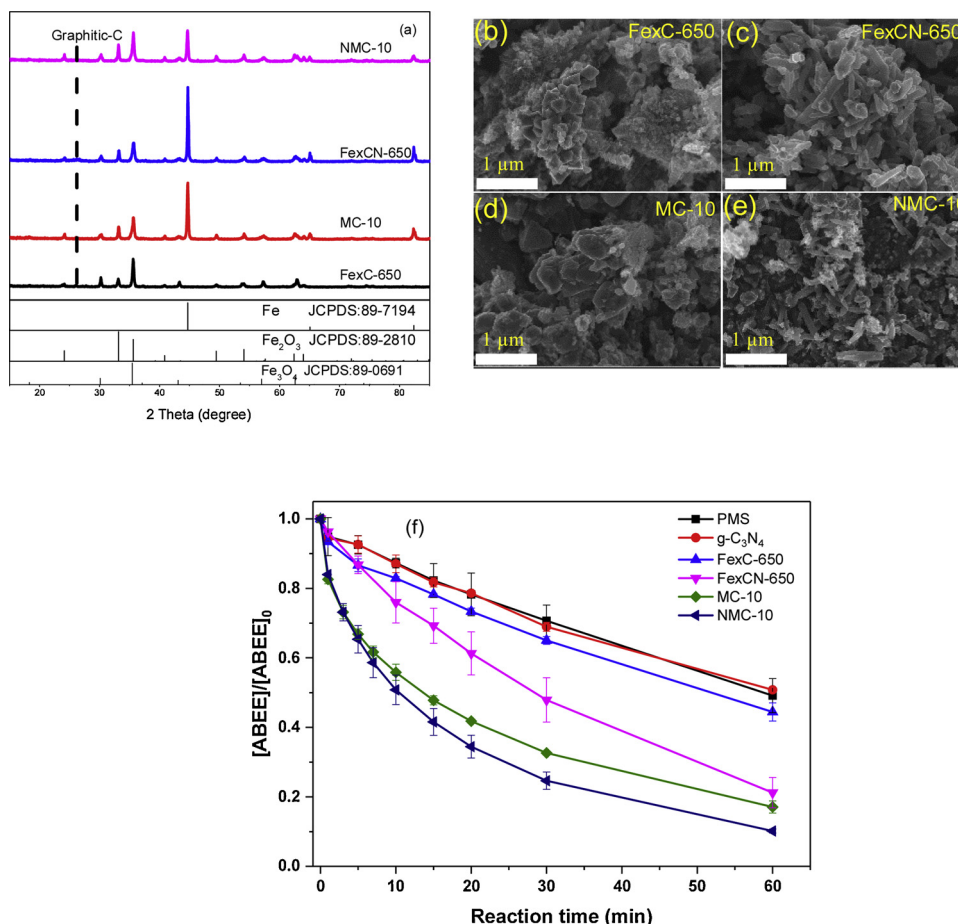 (a)
Graphitic-C
NMC-10
FexCN-650
MC-10
FexC-650
Fe JCPDS:89-7194
Fe₂O₃ JCPDS:89-2810
Fe₃O₄ JCPDS:89-0691
20 30 40 50 60 70 80
2 Theta (degree)
(b) FexC-650
1 µm
(c) FexCN-650
1 µm
(d) MC-10
1 µm
(e) NMC-10
1 µm
(f)
PMS
g-C₃N₄
FexC-650
FexCN-650
MC-10
NMC-10
[ABEE]/[ABEE]₀
1.0
0.8
0.6
0.4
0.2
0.0
0 10 20 30 40 50 60
Reaction time (min)